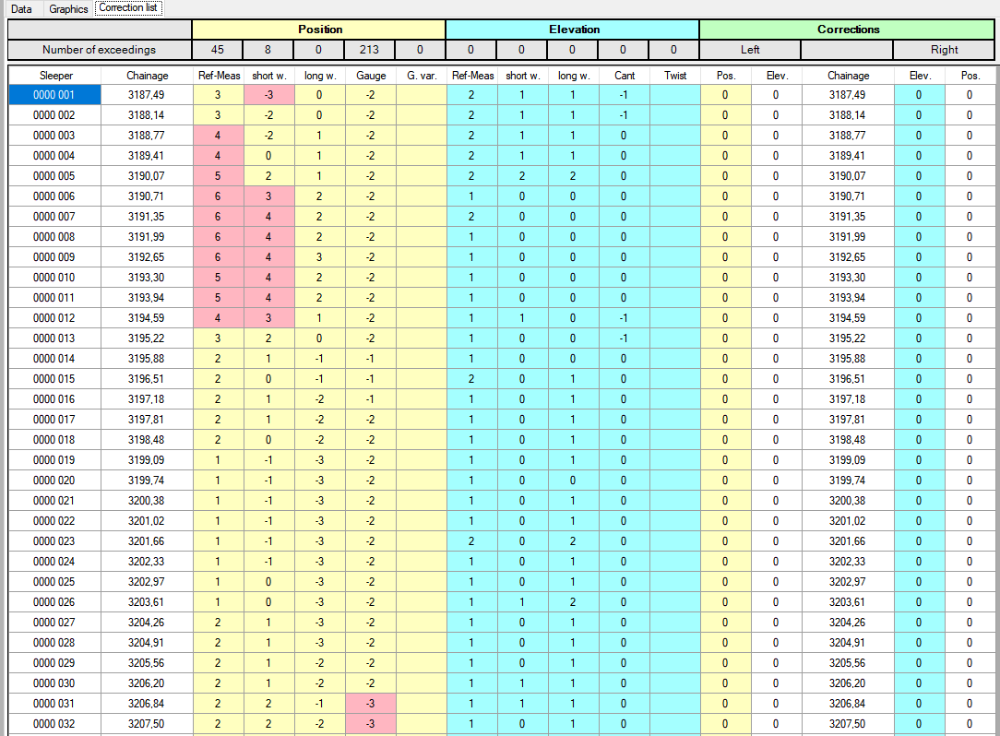 Data Graphics Correction list
Position Elevation Corrections
Number of exceedings 45 8 0 213 0 0 0 0 0 0 Left Right
Sleeper Chainage Ref-Meas short w. long w. Gauge G. var. Ref-Meas short w. long w. Cant Twist Pos. Elev. Chainage Elev. Pos.
0000 001 3187,49 3 -3 0 -2 2 1 1 -1 0 0 3187,49 0 0
0000 002 3188,14 3 -2 0 -2 2 1 1 -1 0 0 3188,14 0 0
0000 003 3188,77 4 -2 1 -2 2 1 1 0 0 0 3188,77 0 0
0000 004 3189,41 4 0 1 -2 2 1 1 0 0 0 3189,41 0 0
0000 005 3190,07 5 2 1 -2 2 2 2 0 0 0 3190,07 0 0
0000 006 3190,71 6 3 2 -2 1 0 0 0 0 0 3190,71 0 0
0000 007 3191,35 6 4 2 -2 2 0 0 0 0 0 3191,35 0 0
0000 008 3191,99 6 4 2 -2 1 0 0 0 0 0 3191,99 0 0
0000 009 3192,65 6 4 3 -2 1 0 0 0 0 0 3192,65 0 0
0000 010 3193,30 5 4 2 -2 1 0 0 0 0 0 3193,30 0 0
0000 011 3193,94 5 4 2 -2 1 0 0 0 0 0 3193,94 0 0
0000 012 3194,59 4 3 1 -2 1 1 0 -1 0 0 3194,59 0 0
0000 013 3195,22 3 2 0 -2 1 0 0 -1 0 0 3195,22 0 0
0000 014 3195,88 2 1 -1 -1 1 0 0 0 0 0 3195,88 0 0
0000 015 3196,51 2 0 -1 -1 2 0 1 0 0 0 3196,51 0 0
0000 016 3197,18 2 1 -2 -1 1 0 1 0 0 0 3197,18 0 0
0000 017 3197,81 2 1 -2 -2 1 0 1 0 0 0 3197,81 0 0
0000 018 3198,48 2 0 -2 -2 1 0 1 0 0 0 3198,48 0 0
0000 019 3199,09 1 -1 -3 -2 1 0 1 0 0 0 3199,09 0 0
0000 020 3199,74 1 -1 -3 -2 1 0 0 0 0 0 3199,74 0 0
0000 021 3200,38 1 -1 -3 -2 1 0 1 0 0 0 3200,38 0 0
0000 022 3201,02 1 -1 -3 -2 1 0 1 0 0 0 3201,02 0 0
0000 023 3201,66 1 -1 -3 -2 2 0 2 0 0 0 3201,66 0 0
0000 024 3202,33 1 -1 -3 -2 1 0 1 0 0 0 3202,33 0 0
0000 025 3202,97 1 0 -3 -2 1 0 1 0 0 0 3202,97 0 0
0000 026 3203,61 1 0 -3 -2 1 1 2 0 0 0 3203,61 0 0
0000 027 3204,26 2 1 -3 -2 1 0 1 0 0 0 3204,26 0 0
0000 028 3204,91 2 1 -3 -2 1 0 1 0 0 0 3204,91 0 0
0000 029 3205,56 2 1 -2 -2 1 0 1 0 0 0 3205,56 0 0
0000 030 3206,20 2 1 -2 -2 1 1 1 0 0 0 3206,20 0 0
0000 031 3206,84 2 2 -1 -3 1 1 1 0 0 0 3206,84 0 0
0000 032 3207,50 2 2 -2 -3 1 0 1 0 0 0 3207,50 0 0